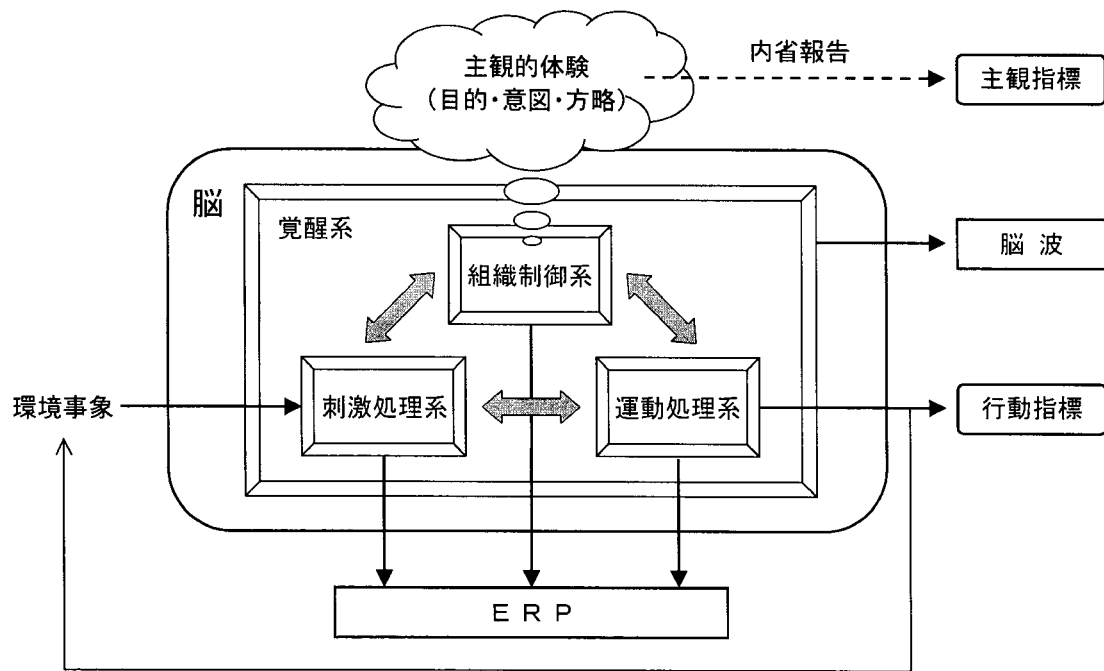 主観的体験
(目的・意図・方略)
内省報告
主観指標
脳
覚醒系
脳 波
組織制御系
環境事象
刺激処理系
運動処理系
行動指標
ＥＲＰ